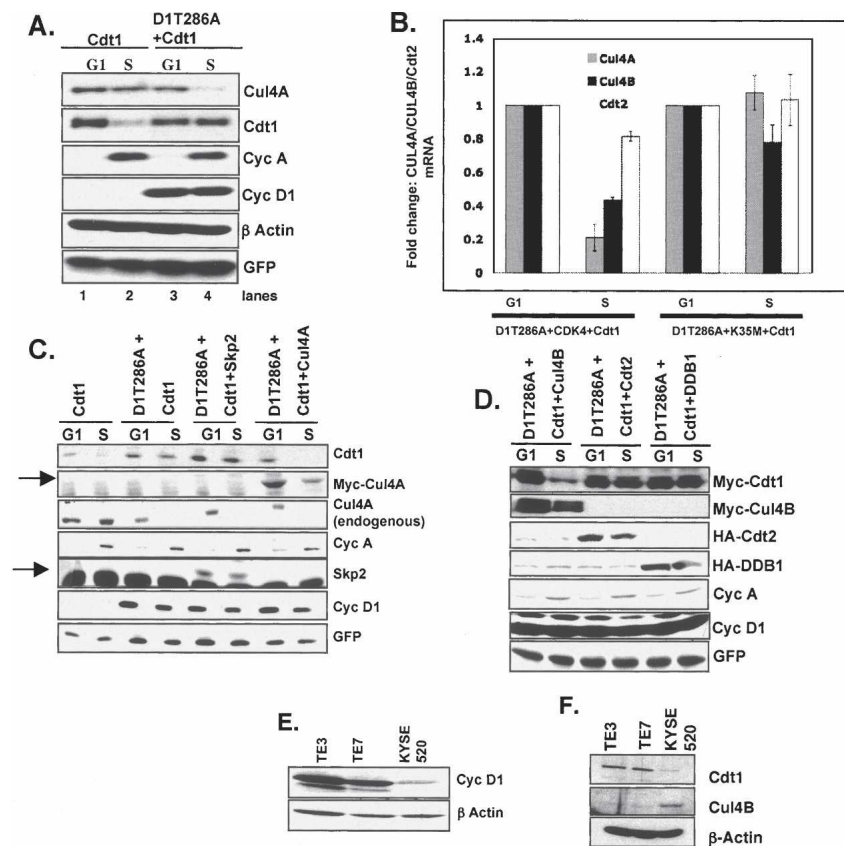 A.
Cdt1
D1T286A
+Cdt1
G1 S G1 S
Cul4A
Cdt1
Cyc A
Cyc D1
β Actin
GFP
1 2 3 4 lanes
B.
Fold change: CUL4A/CUL4B/Cdt2
mRNA
1.4
1.2
1
0.8
0.6
0.4
0.2
0
Cul4A
Cul4B
Cdt2
G1 S G1 S
D1T286A+CDK4+Cdt1 D1T286A+K35M+Cdt1
C.
Cdt1
D1T286A +
Cdt1
D1T286A +
Cdt1+Skp2
D1T286A +
Cdt1+Cul4A
G1 S G1 S G1 S G1 S
Cdt1
Myc-Cul4A
Cul4A
(endogenous)
Cyc A
Skp2
Cyc D1
GFP
D.
D1T286A +
Cdt1+Cul4B
D1T286A +
Cdt1+Cdt2
D1T286A +
Cdt1+DDB1
G1 S G1 S G1 S
Myc-Cdt1
Myc-Cul4B
HA-Cdt2
HA-DDB1
Cyc A
Cyc D1
GFP
E.
TE3
TE7
KYSE
520
Cyc D1
β Actin
F.
TE3
TE7
KYSE
520
Cdt1
Cul4B
β-Actin